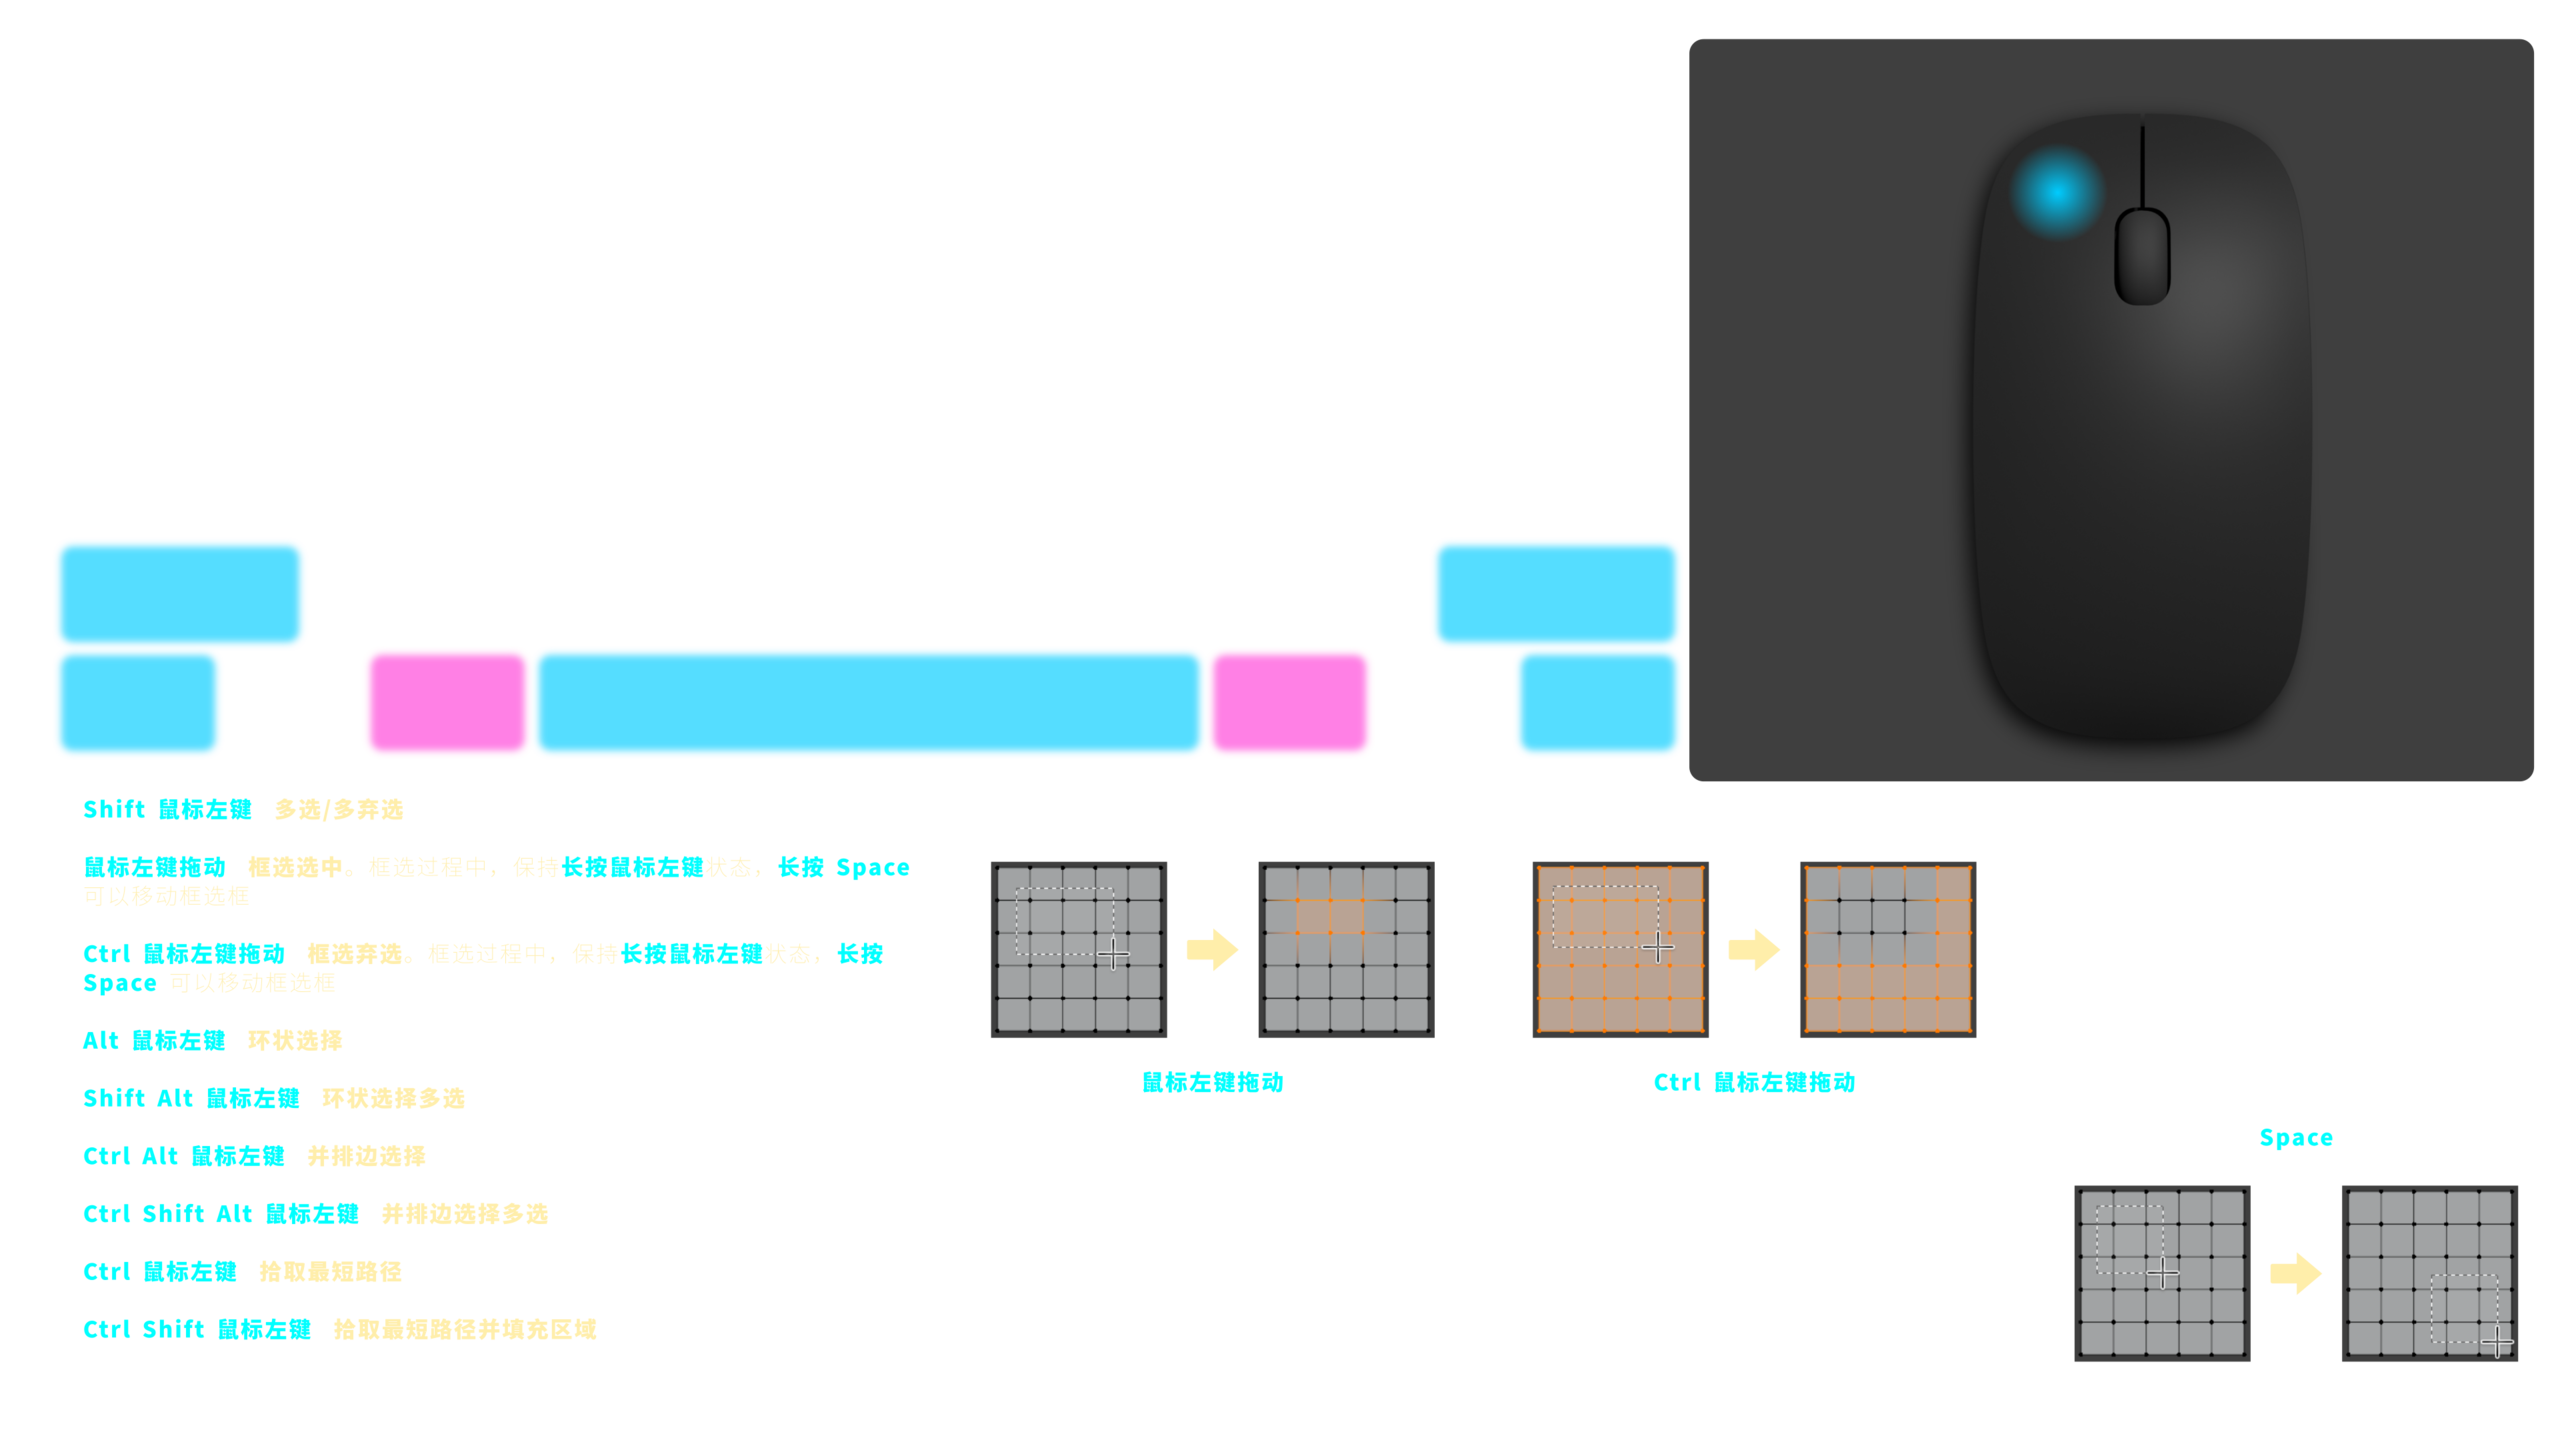 Shift 鼠标左键 多选/多弃选
鼠标左键拖动 框选选中。框选过程中，保持长按鼠标左键状态，长按 Space
可以移动框选框
Ctrl 鼠标左键拖动 框选弃选。框选过程中，保持长按鼠标左键状态，长按
Space 可以移动框选框
Alt 鼠标左键 环状选择
Shift Alt 鼠标左键 环状选择多选
Ctrl Alt 鼠标左键 并排边选择
Ctrl Shift Alt 鼠标左键 并排边选择多选
Ctrl 鼠标左键 拾取最短路径
Ctrl Shift 鼠标左键 拾取最短路径并填充区域
鼠标左键拖动
Ctrl 鼠标左键拖动
Space